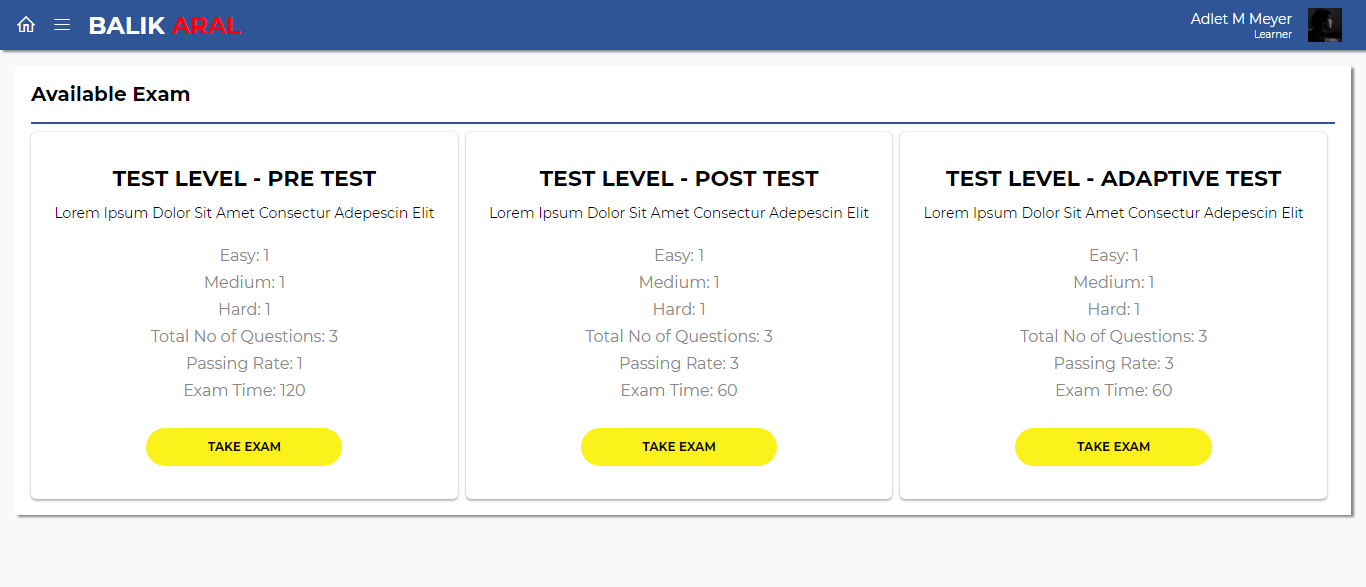 BALIK ARAL
Adlet M Meyer
Learner
Available Exam
TEST LEVEL - PRE TEST
Lorem Ipsum Dolor Sit Amet Consectur Adepescin Elit
Easy: 1
Medium: 1
Hard: 1
Total No of Questions: 3
Passing Rate: 1
Exam Time: 120
TAKE EXAM
TEST LEVEL - POST TEST
Lorem Ipsum Dolor Sit Amet Consectur Adepescin Elit
Easy: 1
Medium: 1
Hard: 1
Total No of Questions: 3
Passing Rate: 3
Exam Time: 60
TAKE EXAM
TEST LEVEL - ADAPTIVE TEST
Lorem Ipsum Dolor Sit Amet Consectur Adepescin Elit
Easy: 1
Medium: 1
Hard: 1
Total No of Questions: 3
Passing Rate: 3
Exam Time: 60
TAKE EXAM